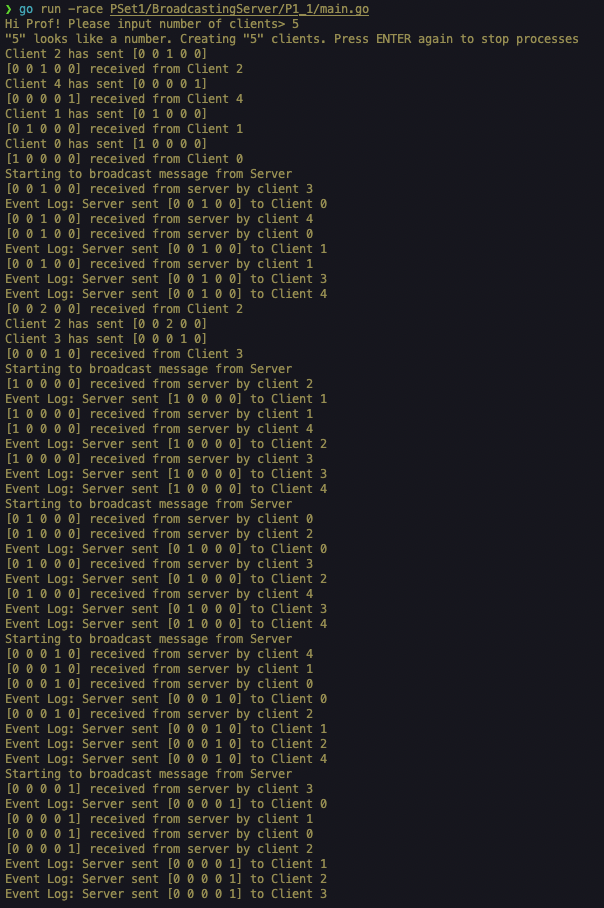 ❯ go run -race PSet1/BroadcastingServer/P1_1/main.go
Hi Prof! Please input number of clients> 5
"5" looks like a number. Creating "5" clients. Press ENTER again to stop processes
Client 2 has sent [0 0 1 0 0]
[0 0 1 0 0] received from Client 2
Client 4 has sent [0 0 0 0 1]
[0 0 0 0 1] received from Client 4
Client 1 has sent [0 1 0 0 0]
[0 1 0 0 0] received from Client 1
Client 0 has sent [1 0 0 0 0]
[1 0 0 0 0] received from Client 0
Starting to broadcast message from Server
[0 0 1 0 0] received from server by client 3
Event Log: Server sent [0 0 1 0 0] to Client 0
[0 0 1 0 0] received from server by client 4
[0 0 1 0 0] received from server by client 0
Event Log: Server sent [0 0 1 0 0] to Client 1
[0 0 1 0 0] received from server by client 1
Event Log: Server sent [0 0 1 0 0] to Client 3
Event Log: Server sent [0 0 1 0 0] to Client 4
[0 0 2 0 0] received from Client 2
Client 2 has sent [0 0 2 0 0]
Client 3 has sent [0 0 0 1 0]
[0 0 0 1 0] received from Client 3
Starting to broadcast message from Server
[1 0 0 0 0] received from server by client 2
Event Log: Server sent [1 0 0 0 0] to Client 1
[1 0 0 0 0] received from server by client 1
[1 0 0 0 0] received from server by client 4
Event Log: Server sent [1 0 0 0 0] to Client 2
[1 0 0 0 0] received from server by client 3
Event Log: Server sent [1 0 0 0 0] to Client 3
Event Log: Server sent [1 0 0 0 0] to Client 4
Starting to broadcast message from Server
[0 1 0 0 0] received from server by client 0
[0 1 0 0 0] received from server by client 2
Event Log: Server sent [0 1 0 0 0] to Client 0
[0 1 0 0 0] received from server by client 3
Event Log: Server sent [0 1 0 0 0] to Client 2
[0 1 0 0 0] received from server by client 4
Event Log: Server sent [0 1 0 0 0] to Client 3
Event Log: Server sent [0 1 0 0 0] to Client 4
Starting to broadcast message from Server
[0 0 0 1 0] received from server by client 4
[0 0 0 1 0] received from server by client 1
[0 0 0 1 0] received from server by client 0
Event Log: Server sent [0 0 0 1 0] to Client 0
[0 0 0 1 0] received from server by client 2
Event Log: Server sent [0 0 0 1 0] to Client 1
Event Log: Server sent [0 0 0 1 0] to Client 2
Event Log: Server sent [0 0 0 1 0] to Client 4
Starting to broadcast message from Server
[0 0 0 0 1] received from server by client 3
Event Log: Server sent [0 0 0 0 1] to Client 0
[0 0 0 0 1] received from server by client 1
[0 0 0 0 1] received from server by client 0
[0 0 0 0 1] received from server by client 2
Event Log: Server sent [0 0 0 0 1] to Client 1
Event Log: Server sent [0 0 0 0 1] to Client 2
Event Log: Server sent [0 0 0 0 1] to Client 3